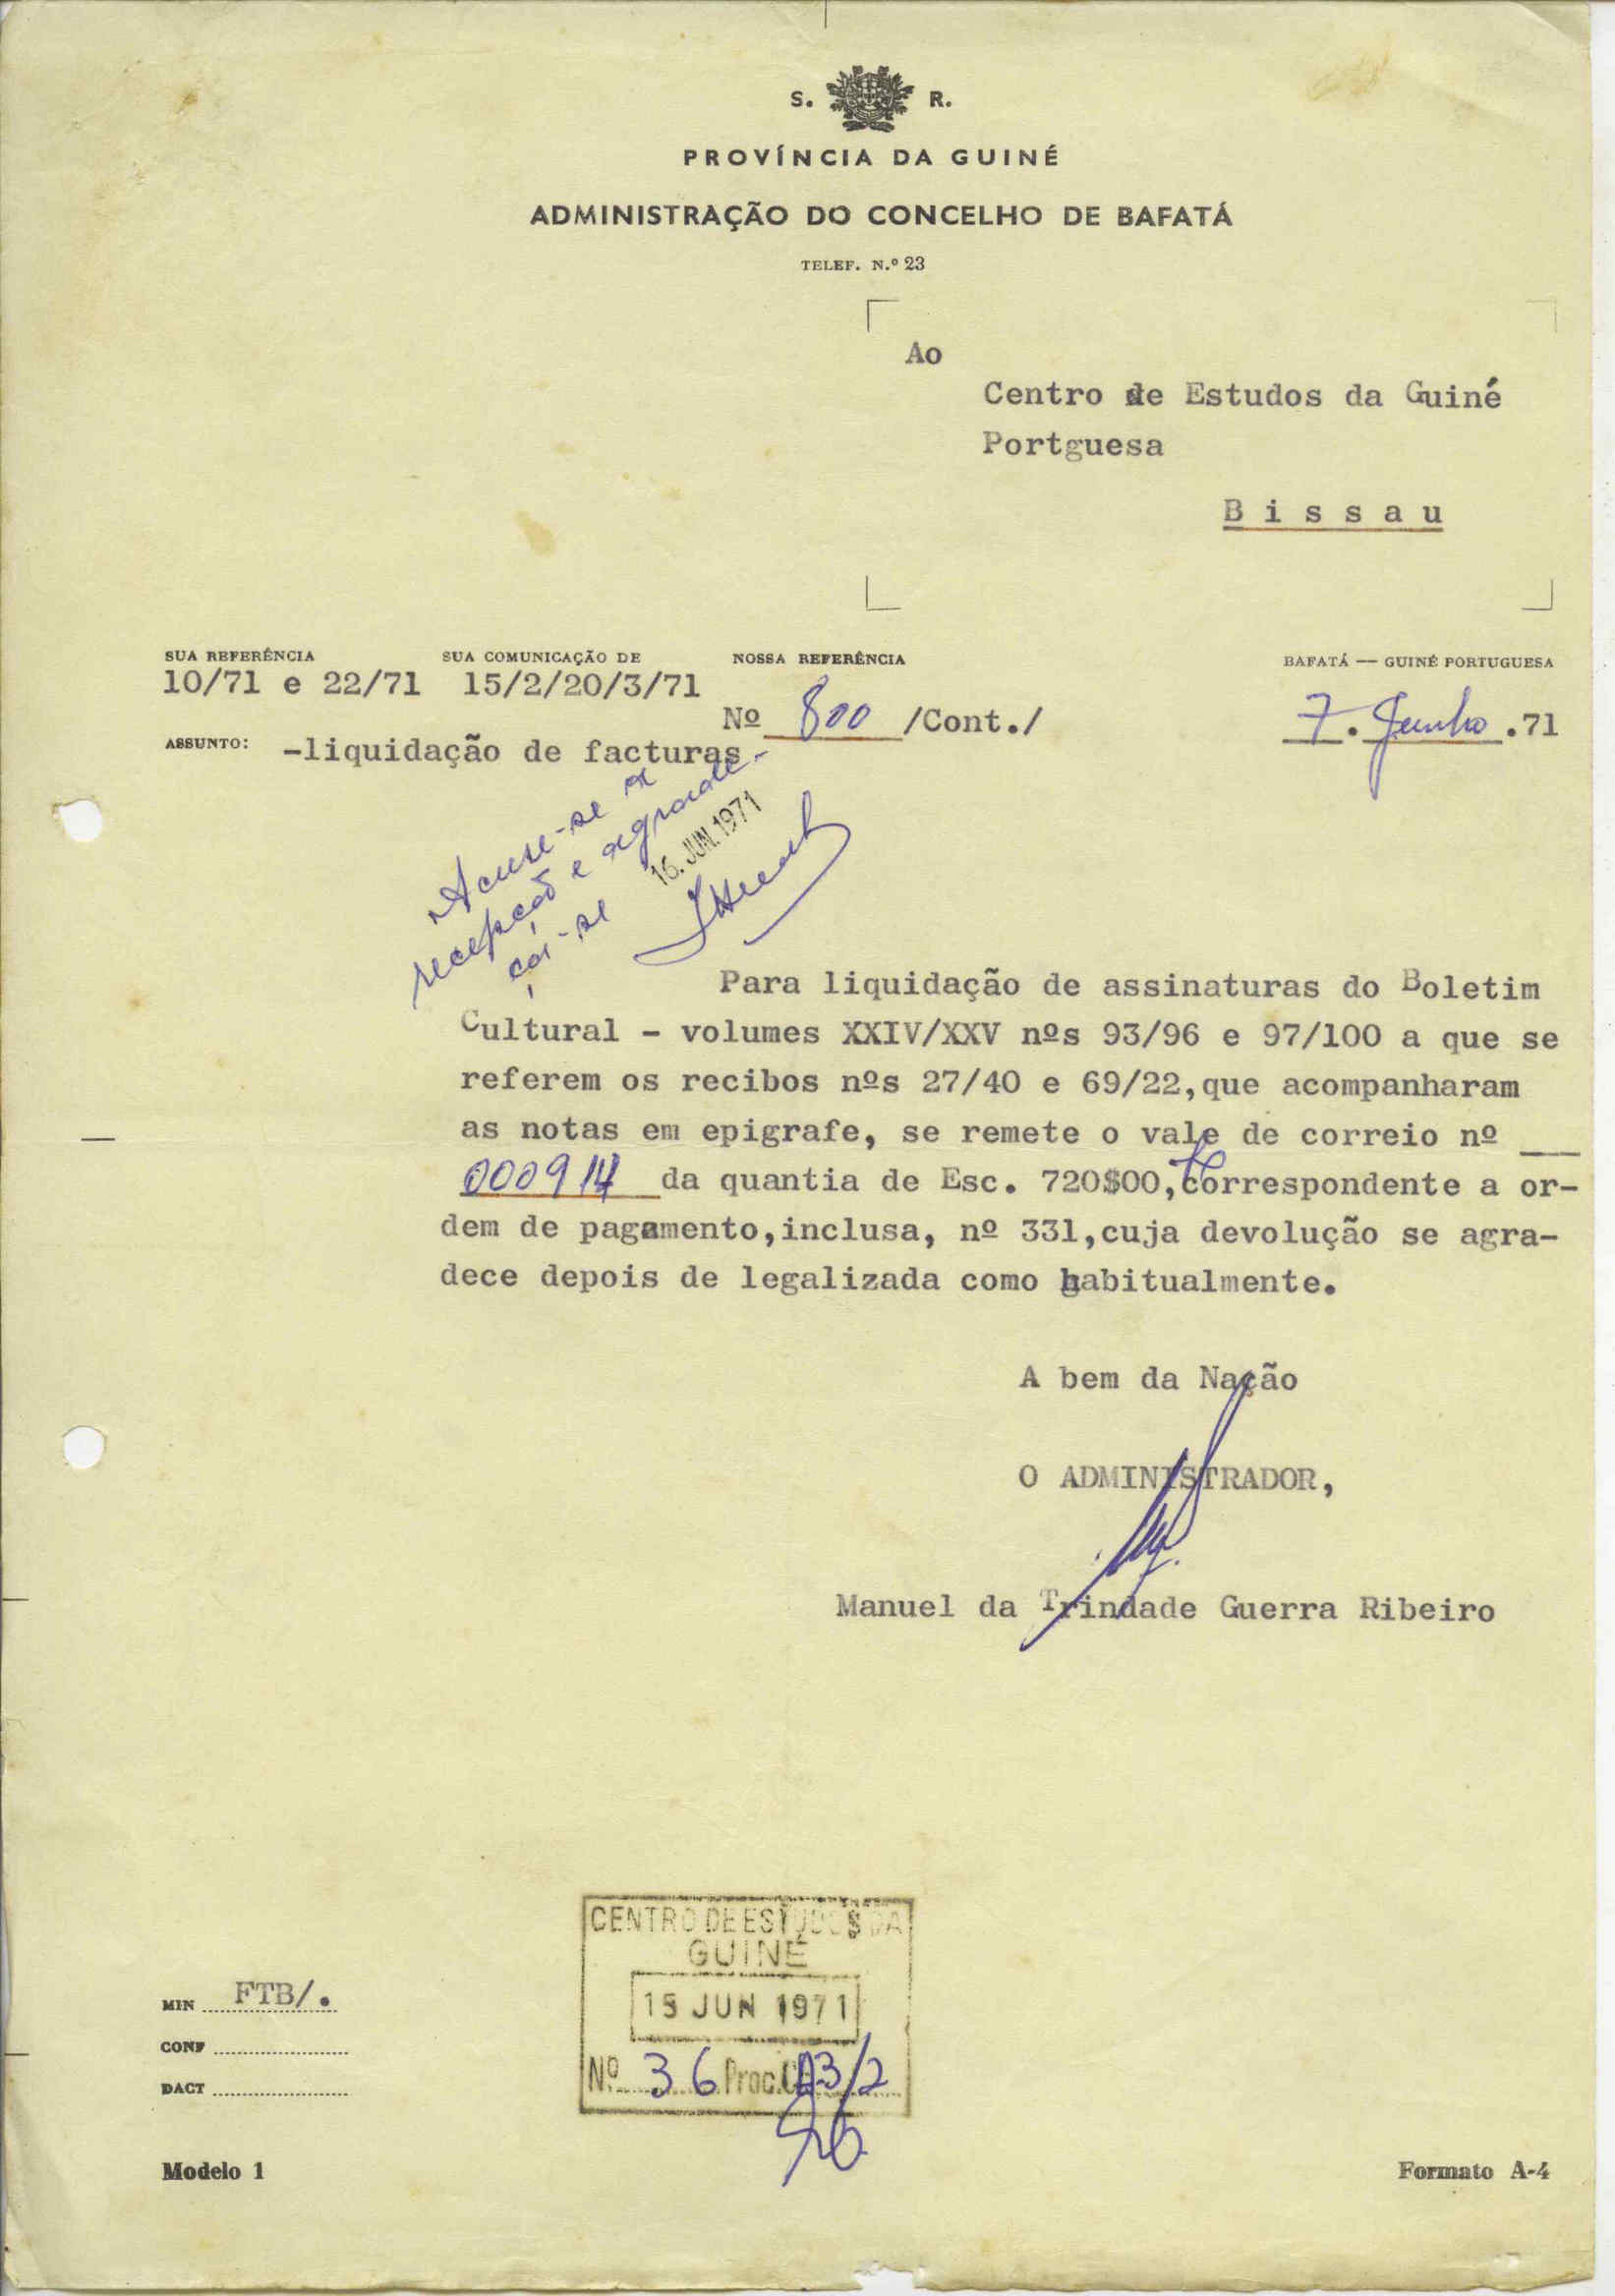 S. R.
PROVÍNCIA DA GUINÉ
ADMINISTRAÇÃO DO CONCELHO DE BAFATÁ
TELEF. N.º 23
Ao
Centro de Estudos da Guiné
Portguesa
B i s s a u
SUA REFERÊNCIA SUA COMUNICAÇÃO DE NOSSA REFERÊNCIA BAFATÁ — GUINÉ PORTUGUESA
10/71 e 22/71 15/2/20/3/71
Nº 800 /Cont./ 7. Junho .71
ASSUNTO: -liquidação de facturas
Acuse-se a
recepção e agrade-
ça-se
16. JUN. 1971
Para liquidação de assinaturas do Boletim
Cultural - volumes XXIV/XXV nºs 93/96 e 97/100 a que se
referem os recibos nºs 27/40 e 69/22,que acompanharam
as notas em epigrafe, se remete o vale de correio nº
000914 da quantia de Esc. 720$00,correspondente a or-
dem de pagamento,inclusa, nº 331,cuja devolução se agra-
dece depois de legalizada como habitualmente.
A bem da Nação
O ADMINISTRADOR,
Manuel da Trindade Guerra Ribeiro
CENTRO DE ESTUDOS DA
GUINÉ
15 JUN 1971
Nº 36 Proc. A3/2
MIN FTB/.
CONF
DACT
Modelo 1 Formato A-4